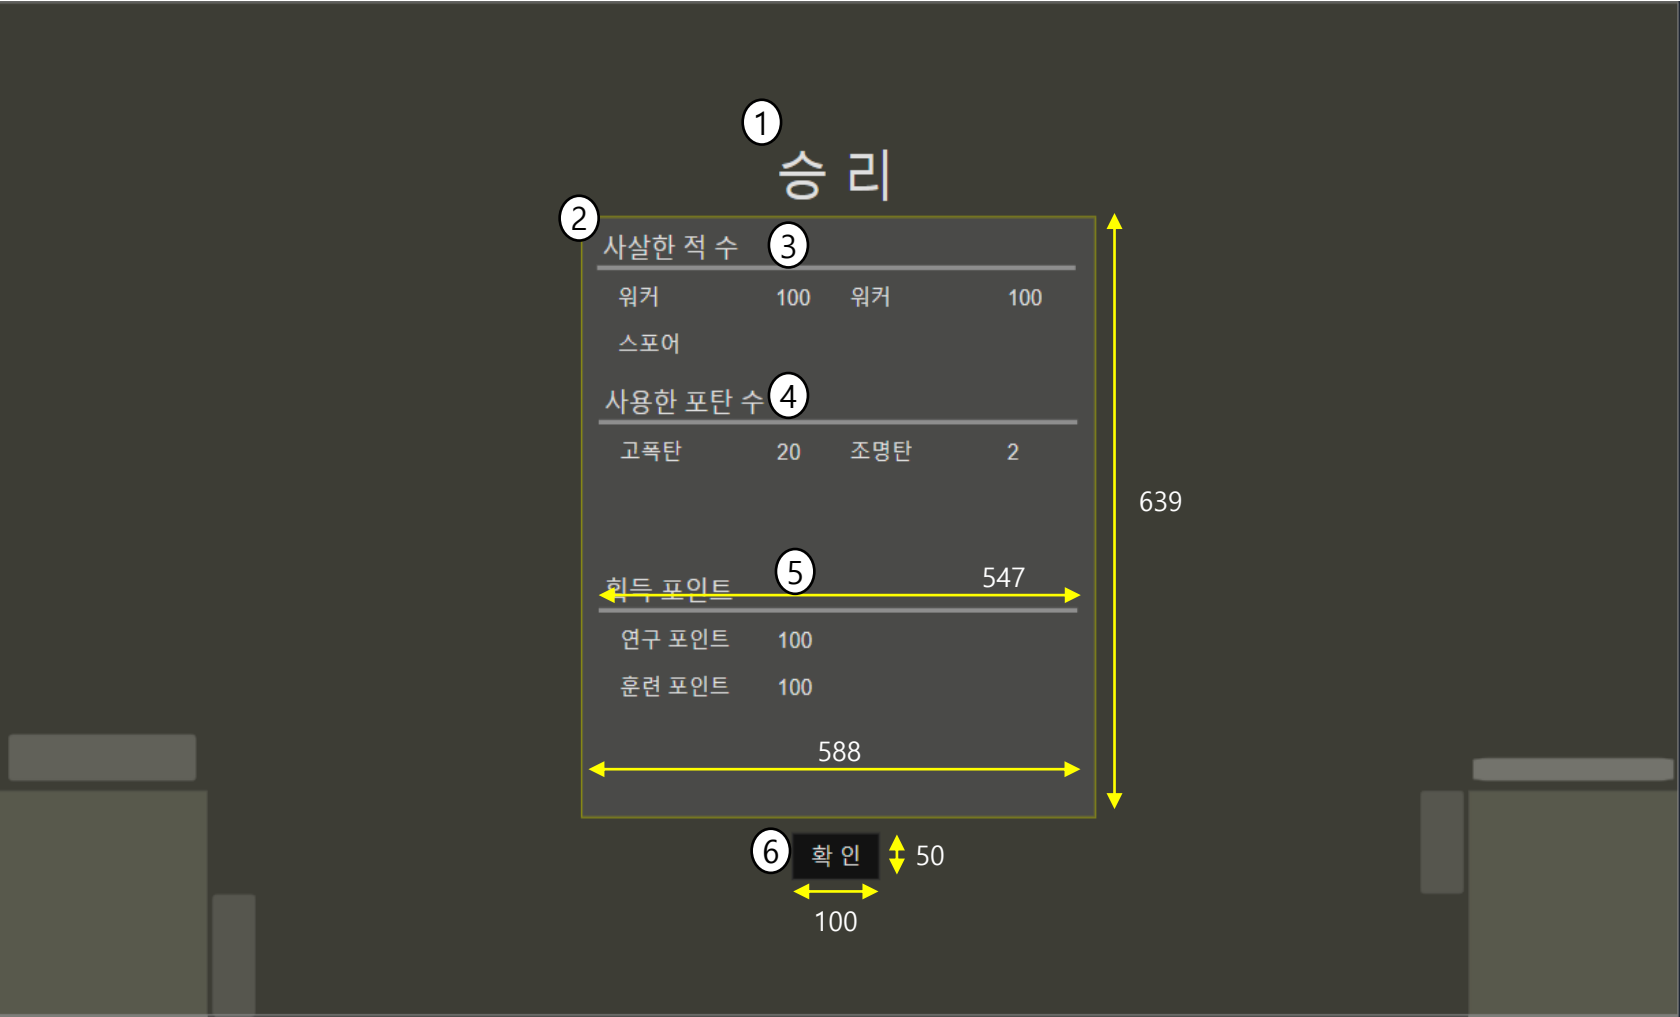 1
승 리
2
사살한 적 수 3
워커 100 워커 100
스포어
사용한 포탄 수 4
고폭탄 20 조명탄 2
639
획득 포인트 5 547
연구 포인트 100
훈련 포인트 100
588
6 확 인 50
100